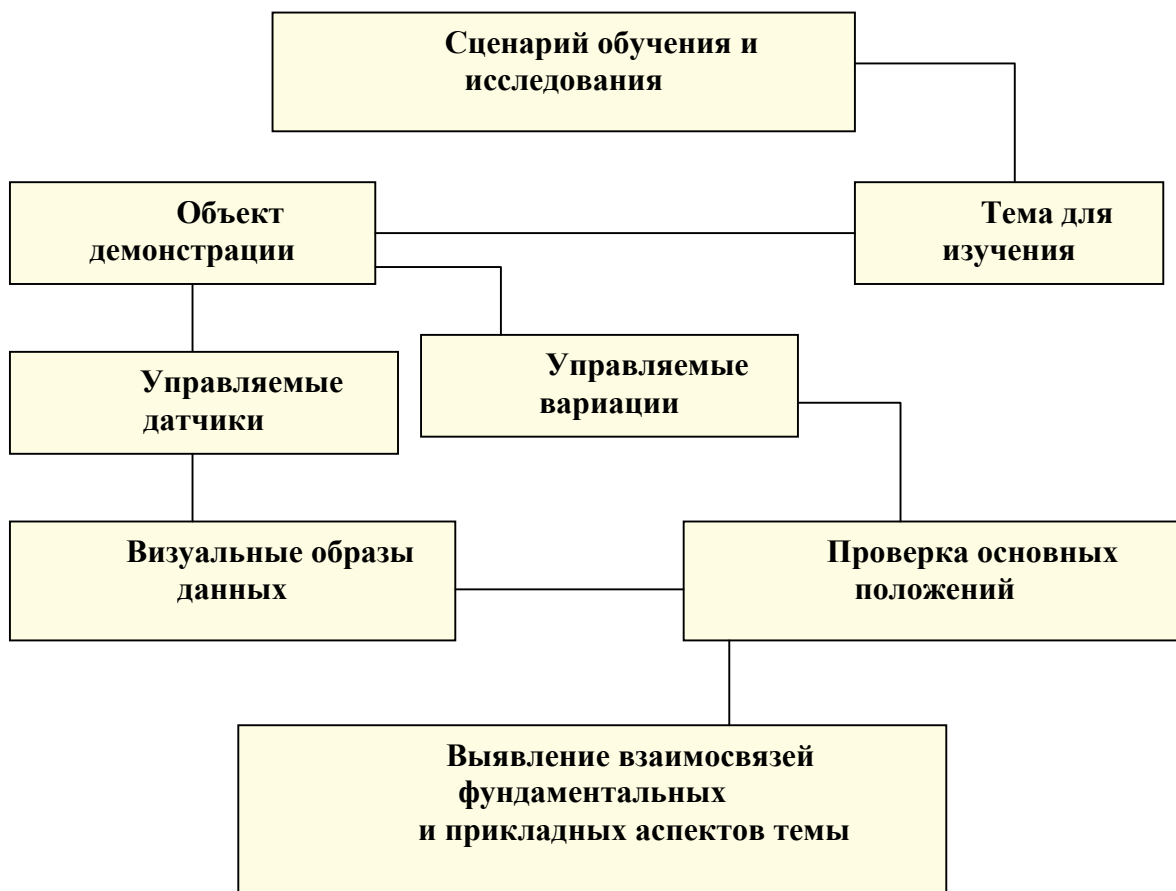 Сценарий обучения и
исследования
Объект
демонстрации
Тема для
изучения
Управляемые
датчики
Управляемые
вариации
Визуальные образы
данных
Проверка основных
положений
Выявление взаимосвязей
фундаментальных
и прикладных аспектов темы